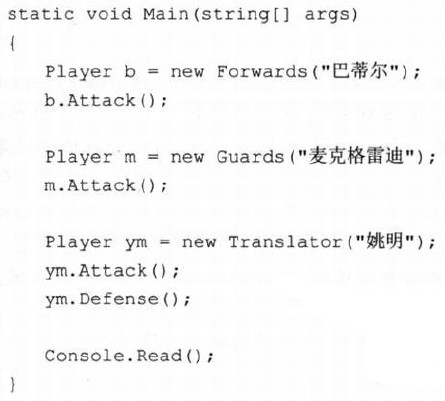 static void Main(string[] args)
{
    Player b = new Forwards("巴蒂尔");
    b.Attack();

    Player m = new Guards("麦克格雷迪");
    m.Attack();

    Player ym = new Translator("姚明");
    ym.Attack();
    ym.Defense();

    Console.Read();
}